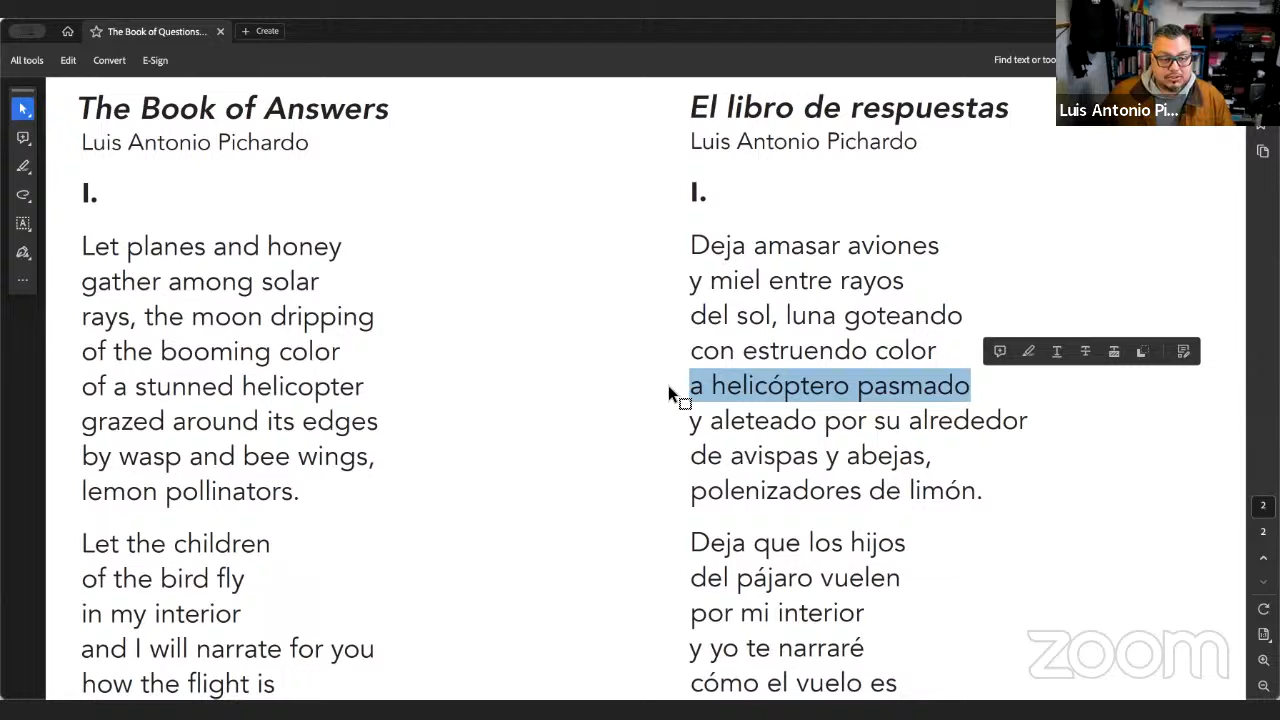 The Book of Questions...
Create
All tools
Edit
Convert
E-Sign
Find text or too
Luis Antonio Pi...
The Book of Answers
Luis Antonio Pichardo
I.
Let planes and honey
gather among solar
rays, the moon dripping
of the booming color
of a stunned helicopter
grazed around its edges
by wasp and bee wings,
lemon pollinators.
Let the children
of the bird fly
in my interior
and I will narrate for you
how the flight is
El libro de respuestas
Luis Antonio Pichardo
I.
Deja amasar aviones
y miel entre rayos
del sol, luna goteando
con estruendo color
a helicóptero pasmado
y aleteado por su alrededor
de avispas y abejas,
polenizadores de limón.
Deja que los hijos
del pájaro vuelen
por mi interior
y yo te narraré
cómo el vuelo es
2
2
zoom